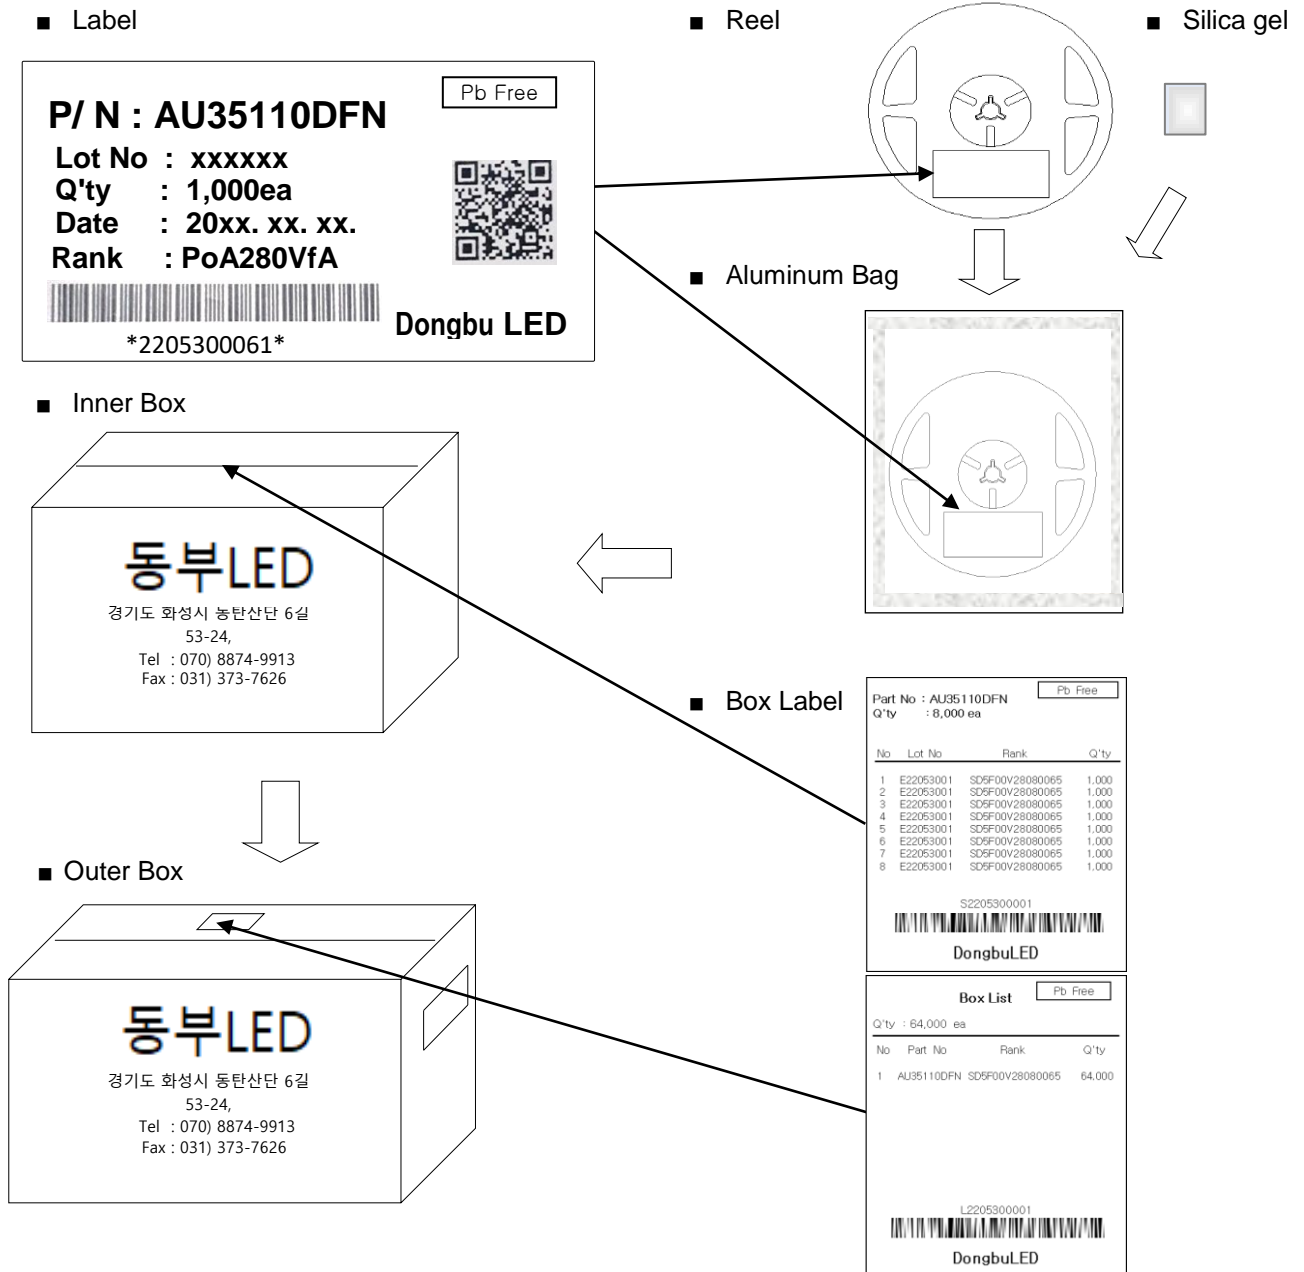 ■ Label
P/ N : AU35110DFN
Pb Free
Lot No : xxxxxx
Q'ty : 1,000ea
Date : 20xx. xx. xx.
Rank : PoA280VfA
*2205300061*
Dongbu LED
■ Reel
■ Silica gel
■ Aluminum Bag
■ Inner Box
동부LED
경기도 화성시 농탄산단 6길
53-24,
Tel : 070) 8874-9913
Fax : 031) 373-7626
■ Box Label
Pb Free
Part No : AU35110DFN
Q'ty : 8,000 ea
No Lot No Rank Q'ty
1 E22053001 SD5F00V28080065 1,000
2 E22053001 SD5F00V28080065 1,000
3 E22053001 SD5F00V28080065 1,000
4 E22053001 SD5F00V28080065 1,000
5 E22053001 SD5F00V28080065 1,000
6 E22053001 SD5F00V28080065 1,000
7 E22053001 SD5F00V28080065 1,000
8 E22053001 SD5F00V28080065 1,000
S2205300001
DongbuLED
■ Outer Box
동부LED
경기도 화성시 동탄산단 6길
53-24,
Tel : 070) 8874-9913
Fax : 031) 373-7626
Box List
Pb Free
Q'ty : 64,000 ea
No Part No Rank Q'ty
1 AU35110DFN SD5F00V28080065 64,000
L2205300001
DongbuLED